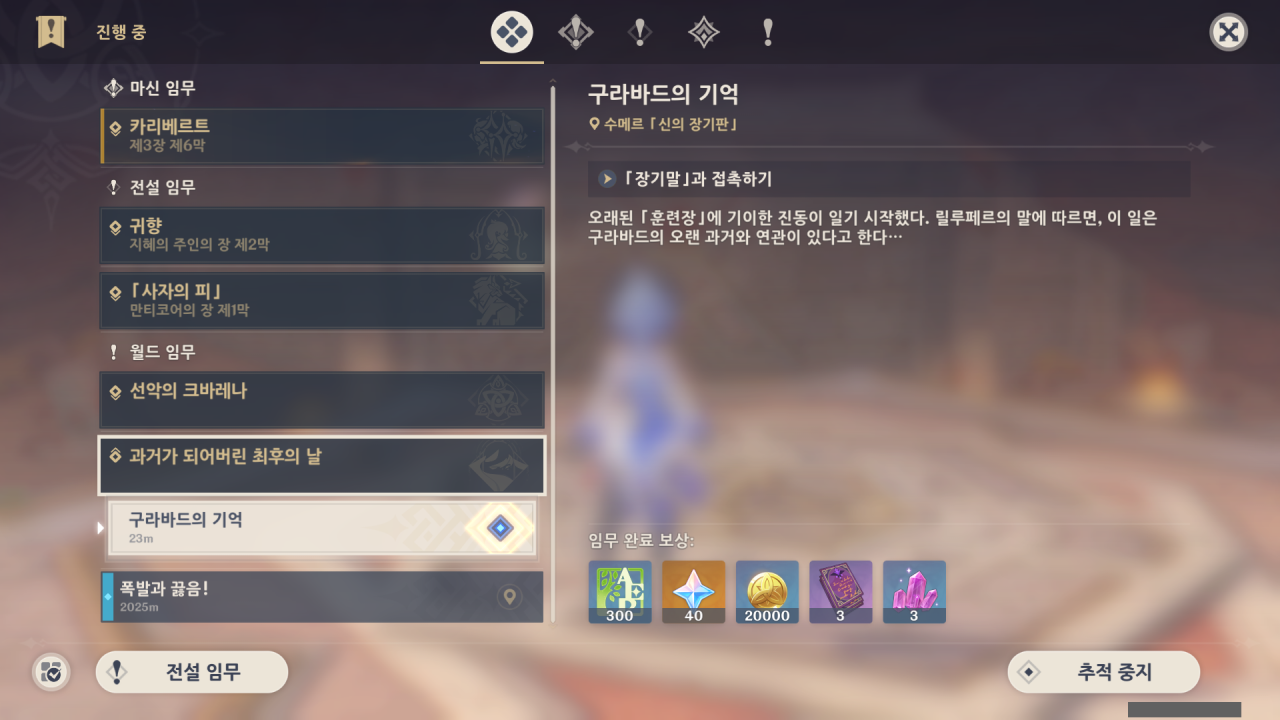 진행 중
마신 임무
카리베르트
제3장 제6막
전설 임무
귀향
지혜의 주인의 장 제2막
「사자의 피」
만티코어의 장 제1막
월드 임무
선악의 크바레나
과거가 되어버린 최후의 날
구라바드의 기억
23m
폭발과 끓음!
2025m
전설 임무
구라바드의 기억
수메르 「신의 장기판」
「장기말」과 접촉하기
오래된 「훈련장」에 기이한 진동이 일기 시작했다. 릴루페르의 말에 따르면, 이 일은
구라바드의 오랜 과거와 연관이 있다고 한다…
임무 완료 보상:
300
40
20000
3
3
추적 중지